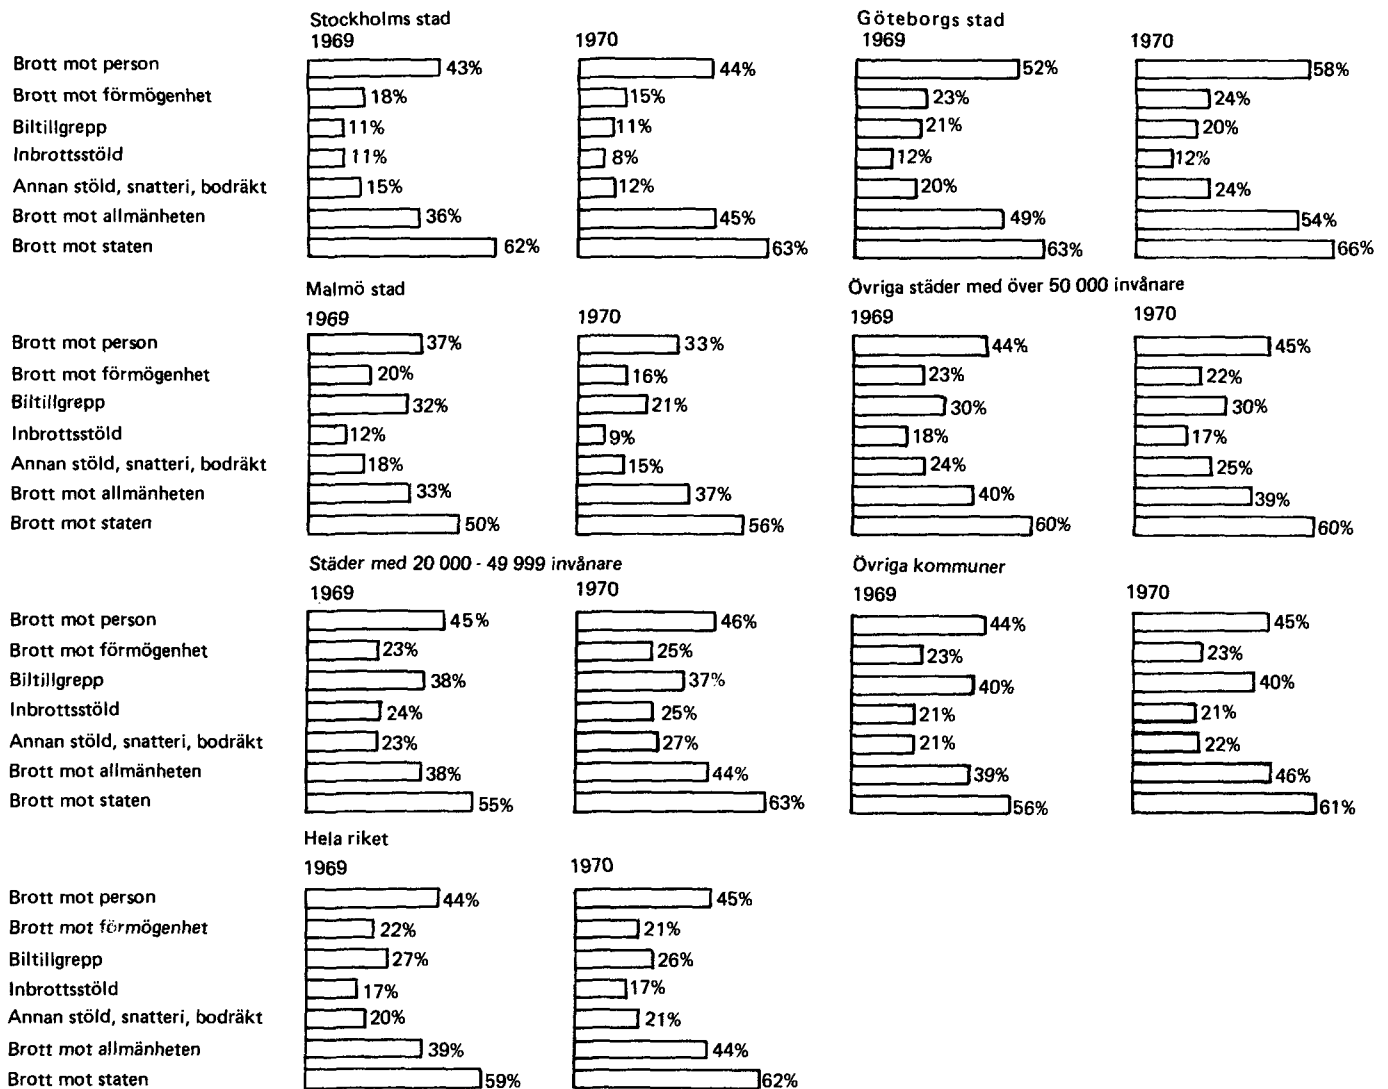 Stockholms stad Göteborgs stad
1969 1970 1969 1970
Brott mot person 43% 44% 52% 58%
Brott mot förmögenhet 18% 15% 23% 24%
Biltillgrepp 11% 11% 21% 20%
Inbrottsstöld 11% 8% 12% 12%
Annan stöld, snatteri, bodräkt 15% 12% 20% 24%
Brott mot allmänheten 36% 45% 49% 54%
Brott mot staten 62% 63% 63% 66%
Malmö stad Övriga städer med över 50 000 invånare
1969 1970 1969 1970
Brott mot person 37% 33% 44% 45%
Brott mot förmögenhet 20% 16% 23% 22%
Biltillgrepp 32% 21% 30% 30%
Inbrottsstöld 12% 9% 18% 17%
Annan stöld, snatteri, bodräkt 18% 15% 24% 25%
Brott mot allmänheten 33% 37% 40% 39%
Brott mot staten 50% 56% 60% 60%
Städer med 20 000 - 49 999 invånare Övriga kommuner
1969 1970 1969 1970
Brott mot person 45% 46% 44% 45%
Brott mot förmögenhet 23% 25% 23% 23%
Biltillgrepp 38% 37% 40% 40%
Inbrottsstöld 24% 25% 21% 21%
Annan stöld, snatteri, bodräkt 23% 27% 21% 22%
Brott mot allmänheten 38% 44% 39% 46%
Brott mot staten 55% 63% 56% 61%
Hela riket
1969 1970
Brott mot person 44% 45%
Brott mot förmögenhet 22% 21%
Biltillgrepp 27% 26%
Inbrottsstöld 17% 17%
Annan stöld, snatteri, bodräkt 20% 21%
Brott mot allmänheten 39% 44%
Brott mot staten 59% 62%